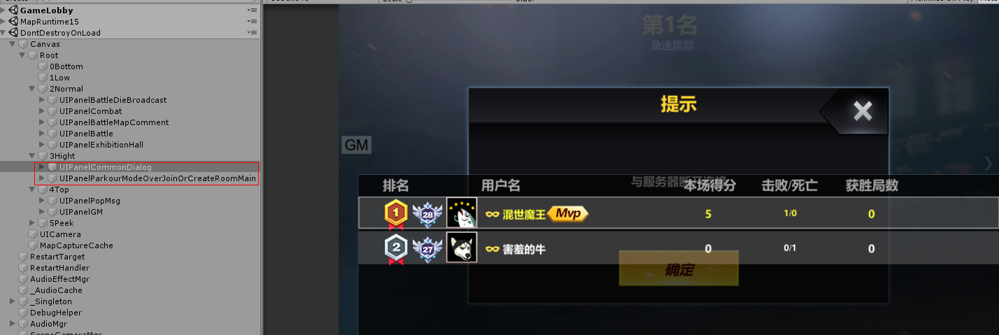 GameLobby
MapRuntime15
DontDestroyOnLoad
Canvas
Root
0Bottom
1Low
2Normal
UIPanelBattleDieBroadcast
UIPanelCombat
UIPanelBattleMapComment
UIPanelBattle
UIPanelExhibitionHall
3Hight
UIPanelCommonDialog
UIPanelParkourModeOverJoinOrCreateRoomMain
4Top
UIPanelPopMsg
UIPanelGM
5Peek
UICamera
MapCaptureCache
RestartTarget
RestartHandler
AudioEffectMgr
_AudioCache
_Singleton
DebugHelper
AudioMgr
SceneCameraMgr
第1名
急速跑酷
提示
GM
与服务器断开连接
排名 用户名 本场得分 击败/死亡 获胜局数
1 28 混世魔王 Mvp 5 1/0 0
2 27 害羞的牛 0 0/1 0
确定